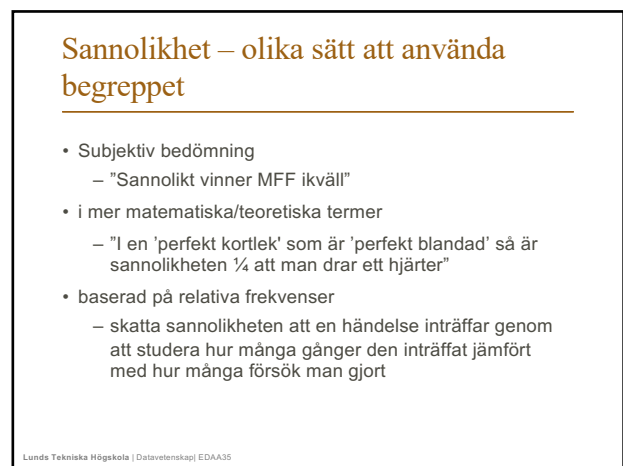 Sannolikhet – olika sätt att använda
begreppet
• Subjektiv bedömning
– ”Sannolikt vinner MFF ikväll”
• i mer matematiska/teoretiska termer
– ”I en ’perfekt kortlek' som är ’perfekt blandad’ så är
sannolikheten ¼ att man drar ett hjärter”
• baserad på relativa frekvenser
– skatta sannolikheten att en händelse inträffar genom
att studera hur många gånger den inträffat jämfört
med hur många försök man gjort
Lunds Tekniska Högskola | Datavetenskap| EDAA35